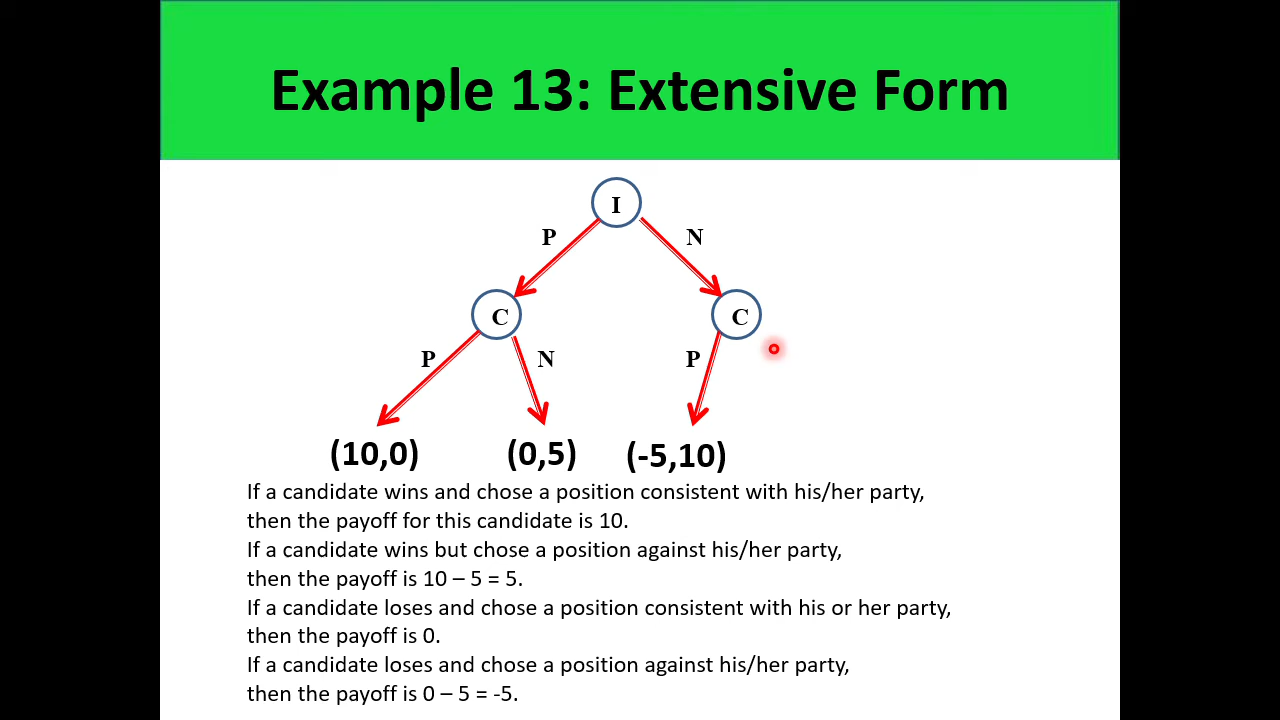 Example 13: Extensive Form
I
P N
C C
P N P
(10,0) (0,5) (-5,10)
If a candidate wins and chose a position consistent with his/her party,
then the payoff for this candidate is 10.
If a candidate wins but chose a position against his/her party,
then the payoff is 10 – 5 = 5.
If a candidate loses and chose a position consistent with his or her party,
then the payoff is 0.
If a candidate loses and chose a position against his/her party,
then the payoff is 0 – 5 = -5.